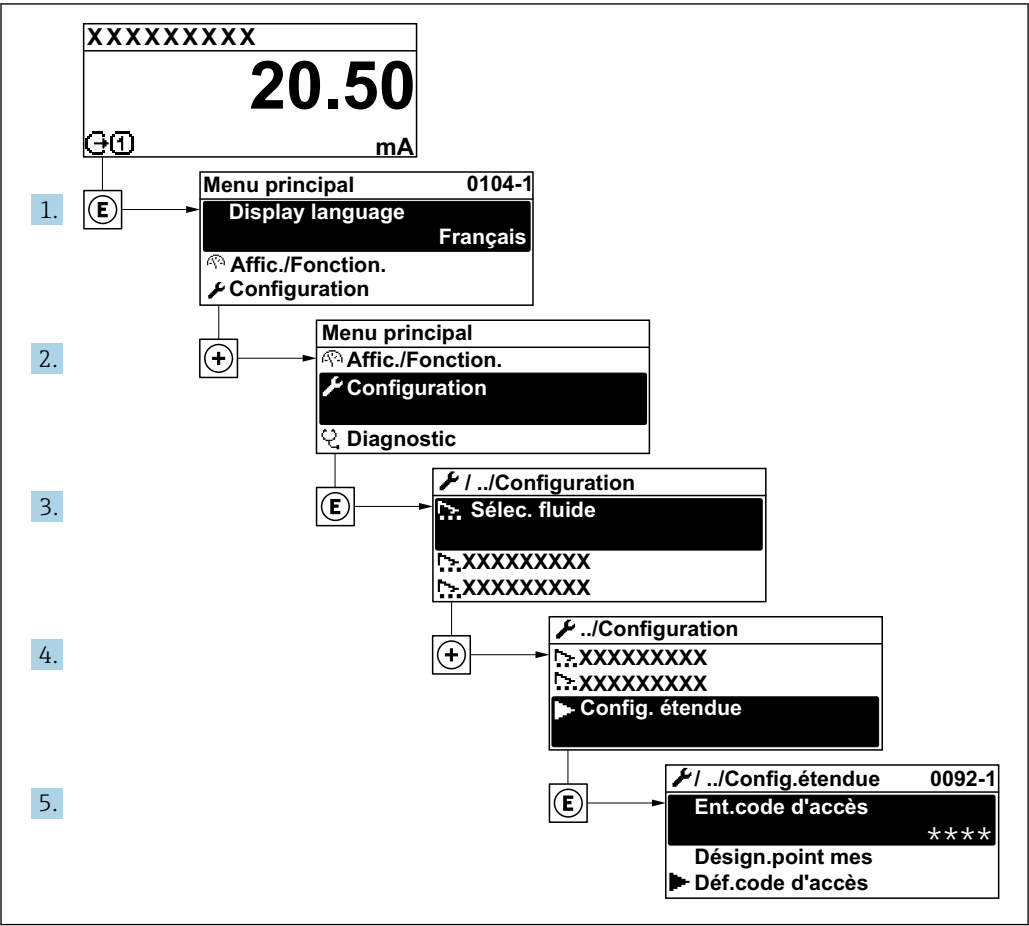 XXXXXXXXX
20.50
1 mA
Menu principal 0104-1
1. E Display language
Français
Affic./Fonction.
Configuration
Menu principal
2. + Affic./Fonction.
Configuration
Diagnostic
/ ../Configuration
3. E Sélec. fluide
XXXXXXXXX
XXXXXXXXX
../Configuration
4. + XXXXXXXXX
XXXXXXXXX
Config. étendue
/ ../Config.étendue 0092-1
5. E Ent.code d'accès
****
Désign.point mes
Déf.code d'accès